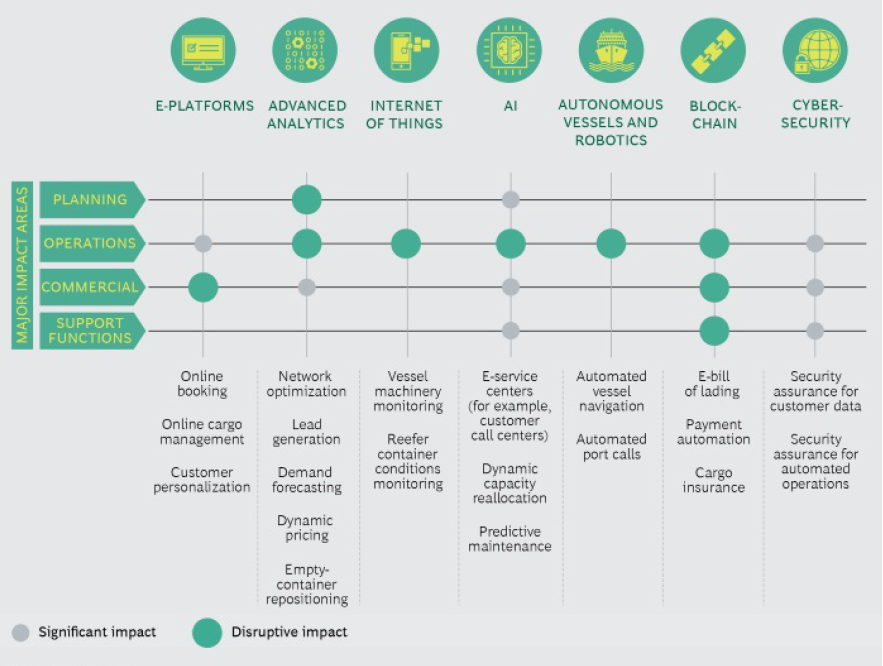 E-PLATFORMS
ADVANCED
ANALYTICS
INTERNET
OF THINGS
AI
AUTONOMOUS
VESSELS AND
ROBOTICS
BLOCK-
CHAIN
CYBER-
SECURITY
MAJOR IMPACT AREAS
PLANNING
OPERATIONS
COMMERCIAL
SUPPORT
FUNCTIONS
Online
booking
Online cargo
management
Customer
personalization
Network
optimization
Lead
generation
Demand
forecasting
Dynamic
pricing
Empty-
container
repositioning
Vessel
machinery
monitoring
Reefer
container
conditions
monitoring
E-service
centers
(for example,
customer
call centers)
Dynamic
capacity
reallocation
Predictive
maintenance
Automated
vessel
navigation
Automated
port calls
E-bill
of lading
Payment
automation
Cargo
insurance
Security
assurance for
customer data
Security
assurance for
automated
operations
Significant impact
Disruptive impact